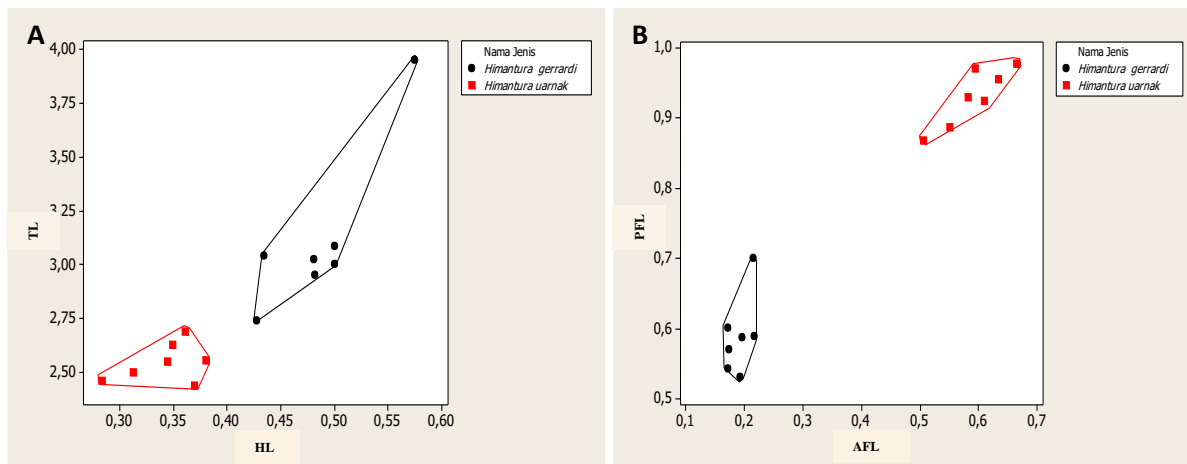 A
4,00
3,75
3,50
3,25
3,00
2,75
2,50
TL
0,30 0,35 0,40 0,45 0,50 0,55 0,60
HL
Nama Jenis
Himantura gerrardi
Himantura uarnak
B
1,0
0,9
0,8
0,7
0,6
0,5
PFL
0,1 0,2 0,3 0,4 0,5 0,6 0,7
AFL
Nama Jenis
Himantura gerrardi
Himantura uarnak